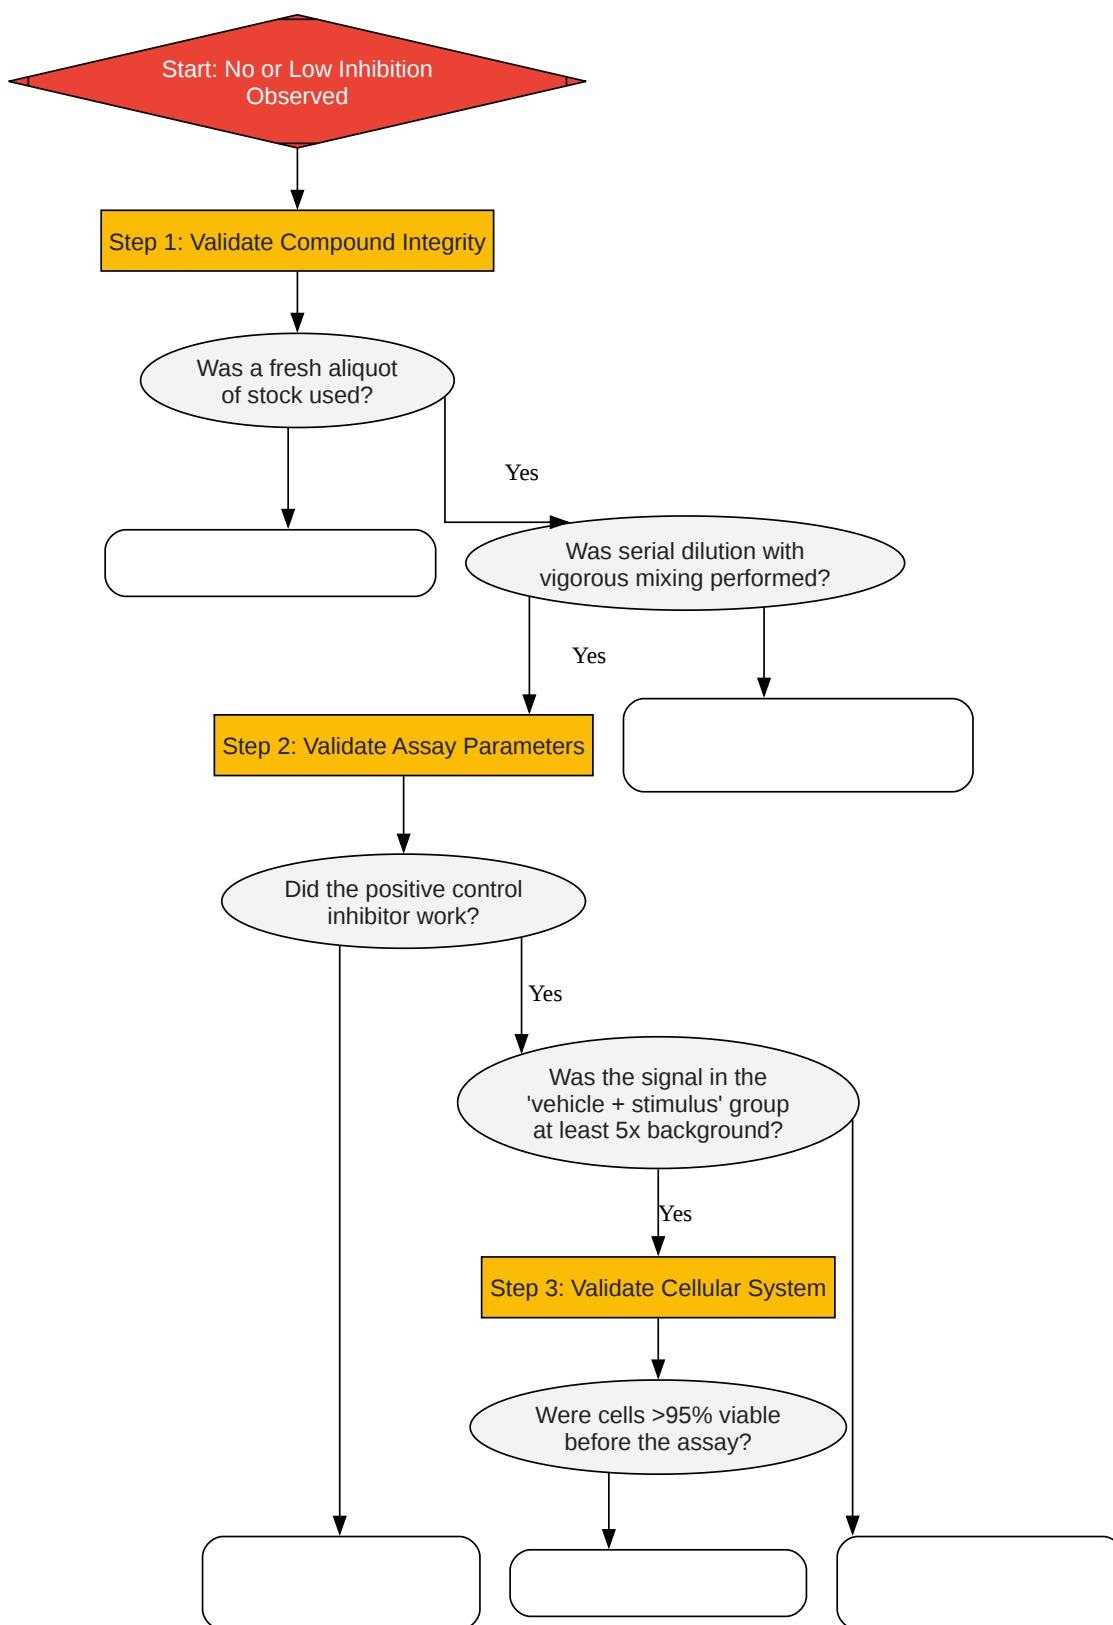 Start: No or Low Inhibition
Observed
Step 1: Validate Compound Integrity
Was a fresh aliquot
of stock used?
Yes
Was serial dilution with
vigorous mixing performed?
Yes
Step 2: Validate Assay Parameters
Did the positive control
inhibitor work?
Yes
Was the signal in the
'vehicle + stimulus' group
at least 5x background?
Yes
Step 3: Validate Cellular System
Were cells >95% viable
before the assay?